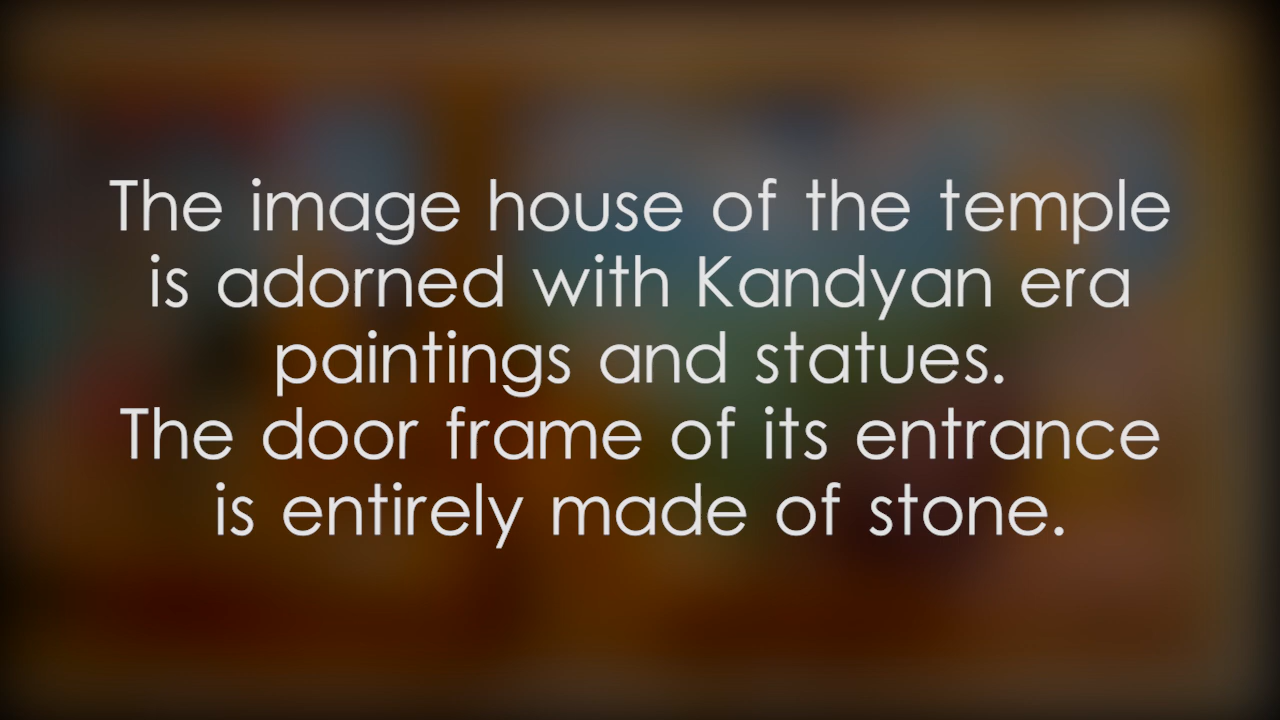 The image house of the temple
is adorned with Kandyan era
paintings and statues.
The door frame of its entrance
is entirely made of stone.